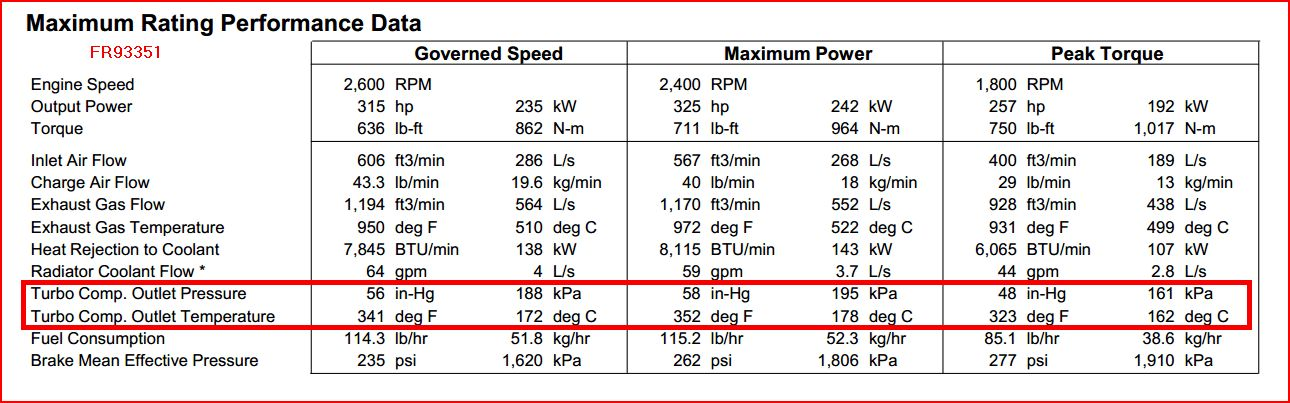 Maximum Rating Performance Data
FR93351
Governed Speed Maximum Power Peak Torque
Engine Speed 2,600 RPM 2,400 RPM 1,800 RPM
Output Power 315 hp 235 kW 325 hp 242 kW 257 hp 192 kW
Torque 636 lb-ft 862 N-m 711 lb-ft 964 N-m 750 lb-ft 1,017 N-m
Inlet Air Flow 606 ft3/min 286 L/s 567 ft3/min 268 L/s 400 ft3/min 189 L/s
Charge Air Flow 43.3 lb/min 19.6 kg/min 40 lb/min 18 kg/min 29 lb/min 13 kg/min
Exhaust Gas Flow 1,194 ft3/min 564 L/s 1,170 ft3/min 552 L/s 928 ft3/min 438 L/s
Exhaust Gas Temperature 950 deg F 510 deg C 972 deg F 522 deg C 931 deg F 499 deg C
Heat Rejection to Coolant 7,845 BTU/min 138 kW 8,115 BTU/min 143 kW 6,065 BTU/min 107 kW
Radiator Coolant Flow * 64 gpm 4 L/s 59 gpm 3.7 L/s 44 gpm 2.8 L/s
Turbo Comp. Outlet Pressure 56 in-Hg 188 kPa 58 in-Hg 195 kPa 48 in-Hg 161 kPa
Turbo Comp. Outlet Temperature 341 deg F 172 deg C 352 deg F 178 deg C 323 deg F 162 deg C
Fuel Consumption 114.3 lb/hr 51.8 kg/hr 115.2 lb/hr 52.3 kg/hr 85.1 lb/hr 38.6 kg/hr
Brake Mean Effective Pressure 235 psi 1,620 kPa 262 psi 1,806 kPa 277 psi 1,910 kPa